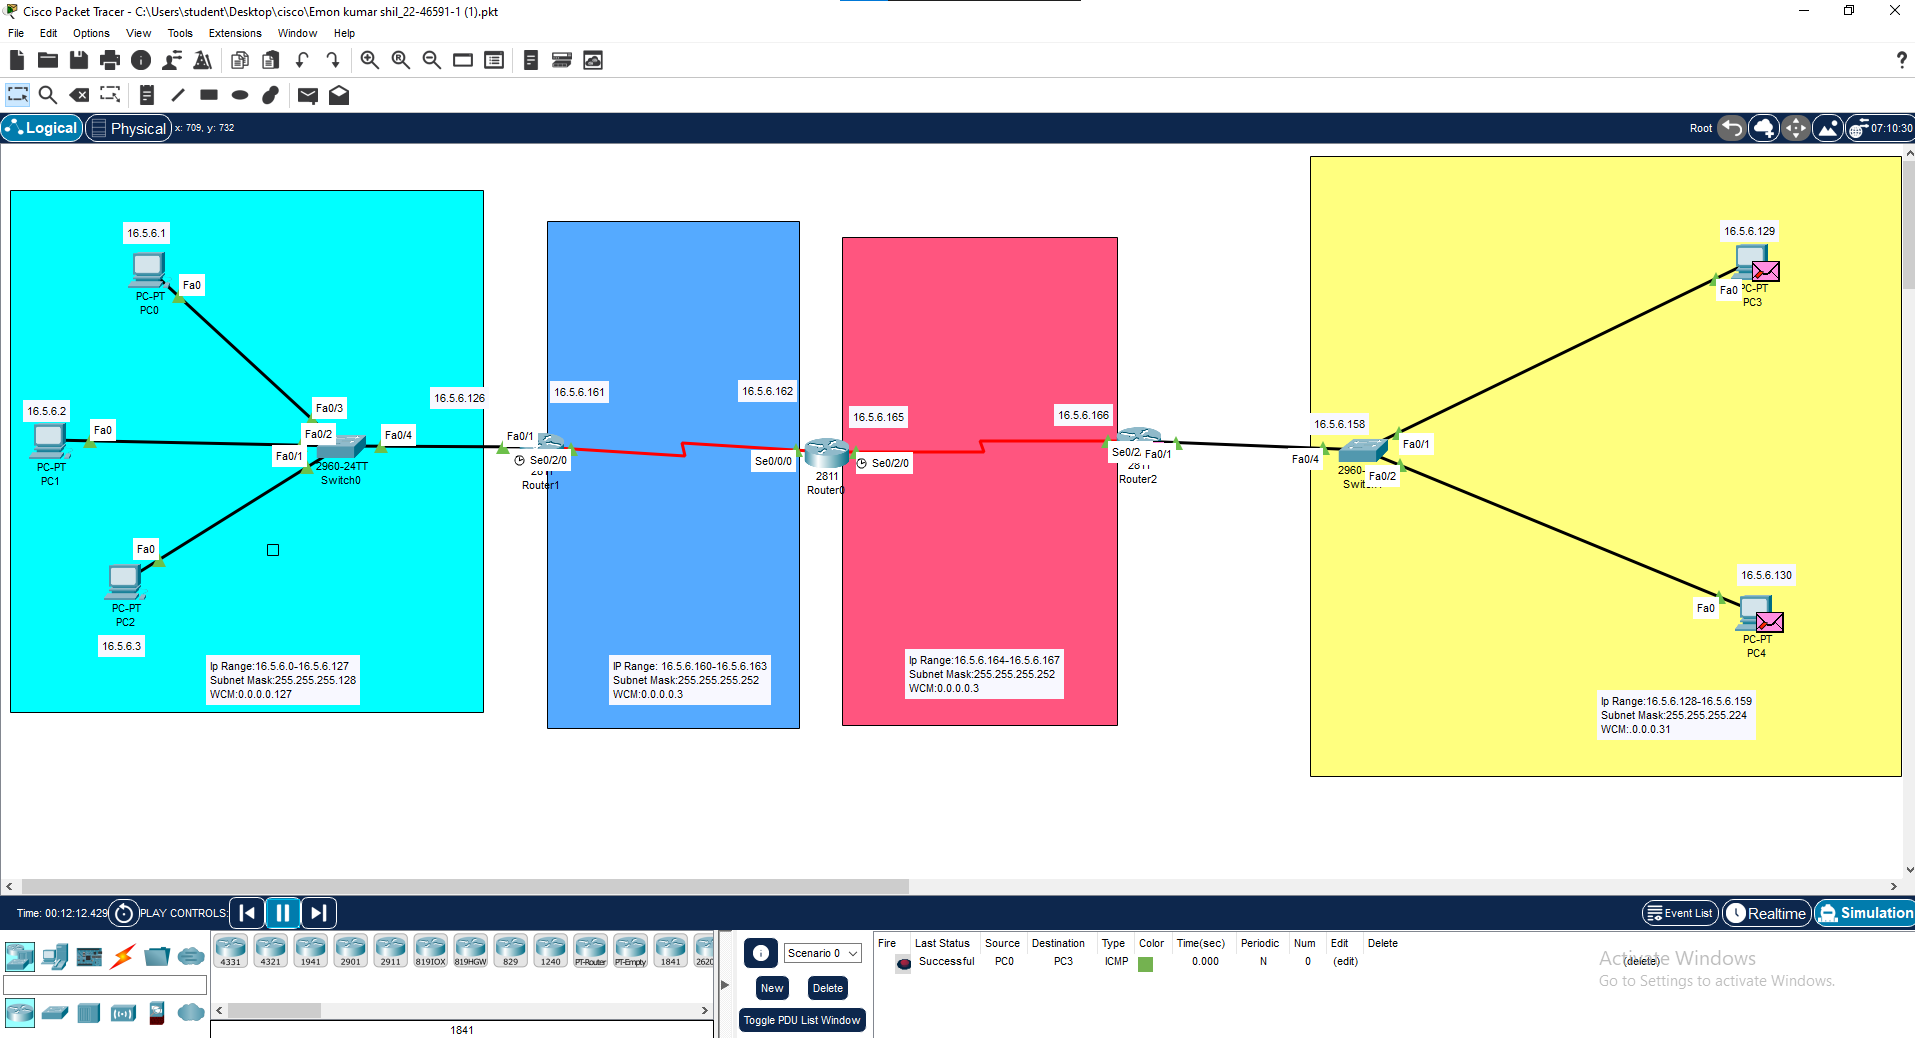 Cisco Packet Tracer - C:\Users\student\Desktop\cisco\Emon kumar shil_22-46591-1 (1).pkt
File Edit Options View Tools Extensions Window Help
?
Logical Physical x: 709, y: 732
Root 07:10:30
16.5.6.1
Fa0
PC-PT
PC0
16.5.6.2
Fa0
PC-PT
PC1
Fa0
PC-PT
PC2
16.5.6.3
Fa0/3
Fa0/2
Fa0/1
Fa0/4
2960-24TT
Switch0
16.5.6.126
Ip Range:16.5.6.0-16.5.6.127
Subnet Mask:255.255.255.128
WCM:0.0.0.0.127
Fa0/1
Se0/2/0
2811
Router1
16.5.6.161
16.5.6.162
Se0/0/0
IP Range: 16.5.6.160-16.5.6.163
Subnet Mask:255.255.255.252
WCM:0.0.0.0.3
2811
Router0
16.5.6.165
Se0/2/0
16.5.6.166
Ip Range:16.5.6.164-16.5.6.167
Subnet Mask:255.255.255.252
WCM:0.0.0.0.3
Se0/2
Fa0/1
2811
Router2
16.5.6.158
Fa0/4
Fa0/1
Fa0/2
2960-
Swit
16.5.6.129
Fa0
PC-PT
PC3
16.5.6.130
Fa0
PC-PT
PC4
Ip Range:16.5.6.128-16.5.6.159
Subnet Mask:255.255.255.224
WCM:.0.0.0.31
Time: 00:12:12.429 PLAY CONTROLS:
Event List Realtime Simulation
4331 4321 1941 2901 2911 819IOX 819HGW 829 1240 PT-Router PT-Empty 1841 2620
1841
Scenario 0
New Delete
Toggle PDU List Window
Fire Last Status Source Destination Type Color Time(sec) Periodic Num Edit Delete
Successful PC0 PC3 ICMP 0.000 N 0 (edit) (delete)
Activate Windows
Go to Settings to activate Windows.